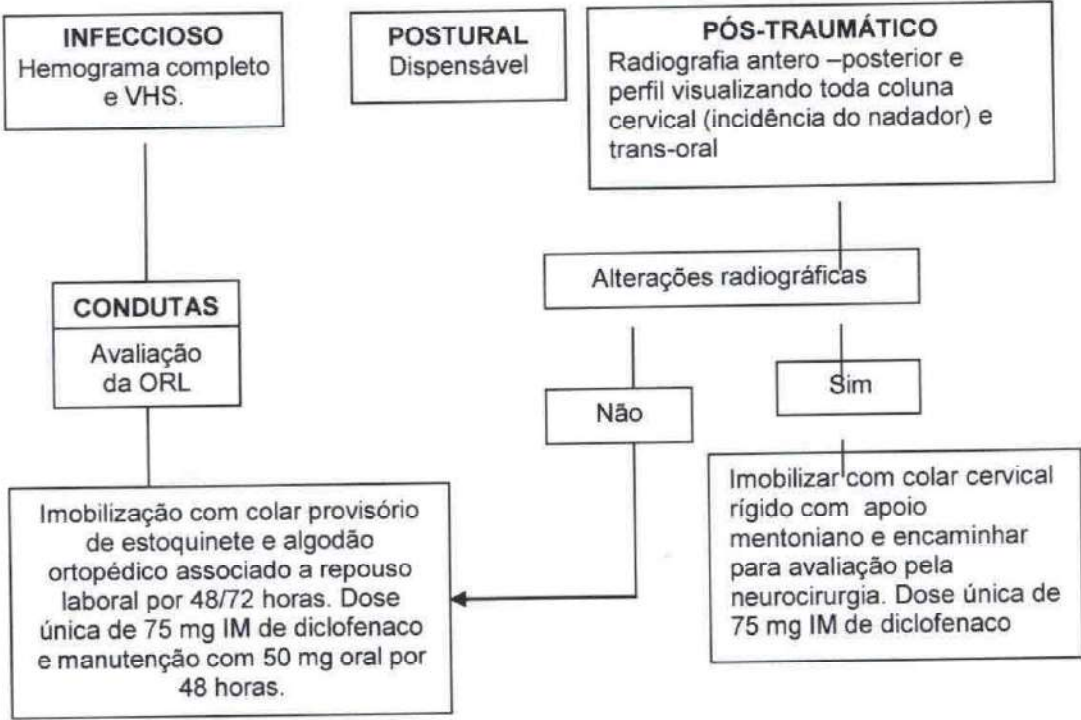 INFECCIOSO
Hemograma completo
e VHS.
POSTURAL
Dispensável
PÓS-TRAUMÁTICO
Radiografia antero –posterior e
perfil visualizando toda coluna
cervical (incidência do nadador) e
trans-oral
Alterações radiográficas
CONDUTAS
Avaliação
da ORL
Não
Sim
Imobilização com colar provisório
de estoquinete e algodão
ortopédico associado a repouso
laboral por 48/72 horas. Dose
única de 75 mg IM de diclofenaco
e manutenção com 50 mg oral por
48 horas.
Imobilizar com colar cervical
rígido com apoio
mentoniano e encaminhar
para avaliação pela
neurocirurgia. Dose única de
75 mg IM de diclofenaco